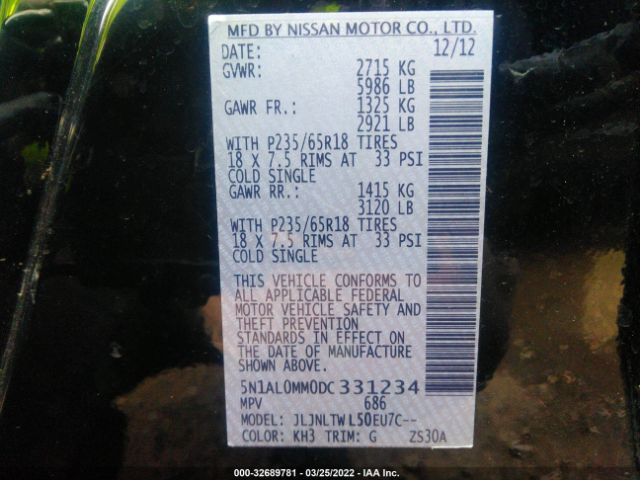 MFD BY NISSAN MOTOR CO., LTD.
DATE: 12/12
GVWR: 2715 KG
5986 LB
GAWR FR.: 1325 KG
2921 LB
WITH P235/65R18 TIRES
18 X 7.5 RIMS AT 33 PSI
COLD SINGLE
GAWR RR.: 1415 KG
3120 LB
WITH P235/65R18 TIRES
18 X 7.5 RIMS AT 33 PSI
COLD SINGLE
THIS VEHICLE CONFORMS TO
ALL APPLICABLE FEDERAL
MOTOR VEHICLE SAFETY AND
THEFT PREVENTION
STANDARDS IN EFFECT ON
THE DATE OF MANUFACTURE
SHOWN ABOVE.
5N1AL0MM0DC331234
MPV 686
MODEL: JLJNLTWL50EU7C--
COLOR: KH3 TRIM: G ZS30A
000-32689781 - 03/25/2022 - IAA Inc.